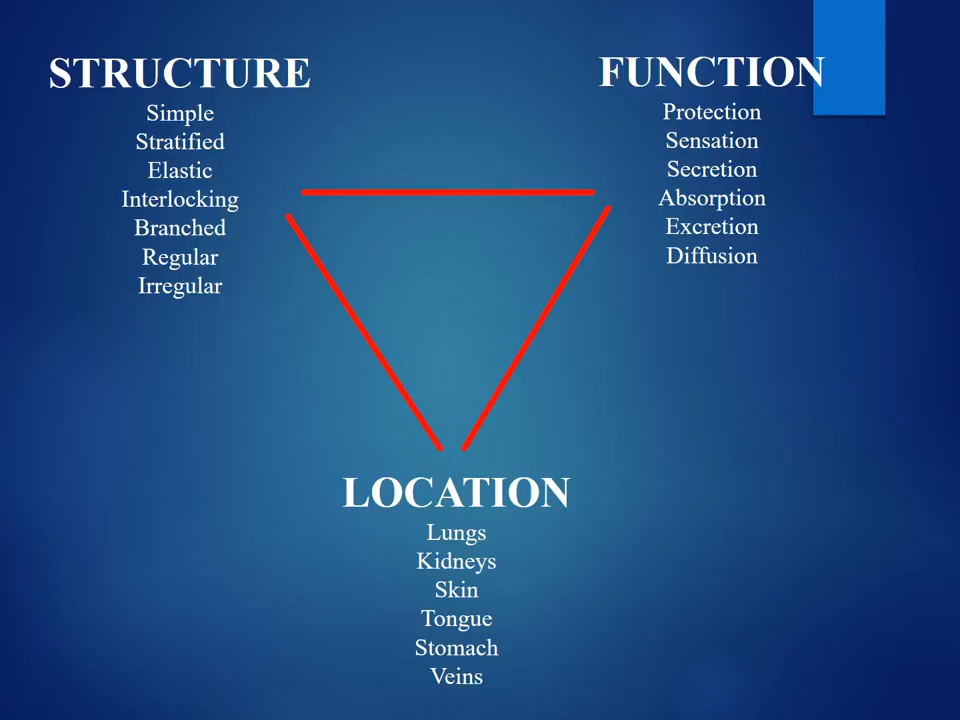 STRUCTURE
Simple
Stratified
Elastic
Interlocking
Branched
Regular
Irregular
FUNCTION
Protection
Sensation
Secretion
Absorption
Excretion
Diffusion
LOCATION
Lungs
Kidneys
Skin
Tongue
Stomach
Veins